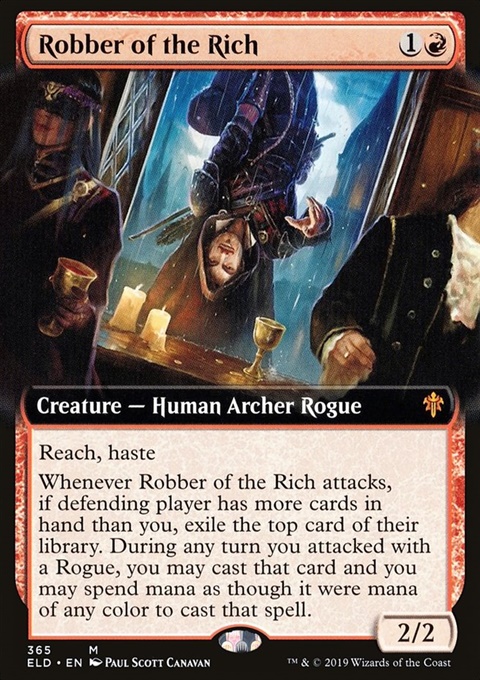 Robber of the Rich 1
Creature — Human Archer Rogue
Reach, haste
Whenever Robber of the Rich attacks,
if defending player has more cards in
hand than you, exile the top card of their
library. During any turn you attacked with
a Rogue, you may cast that card and you
may spend mana as though it were mana
of any color to cast that spell.
2/2
365 M
ELD • EN Paul Scott Canavan
™ & © 2019 Wizards of the Coast